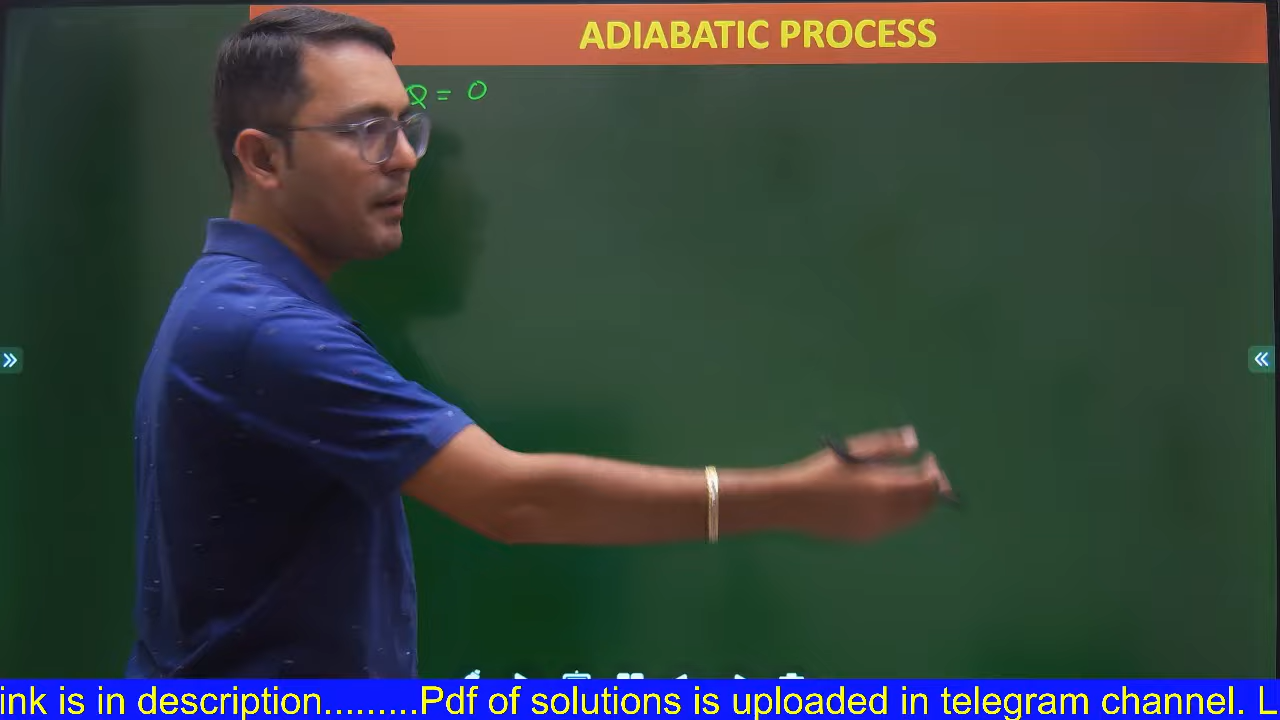 ADIABATIC PROCESS
Q = 0
ink is in description.........Pdf of solutions is uploaded in telegram channel. L